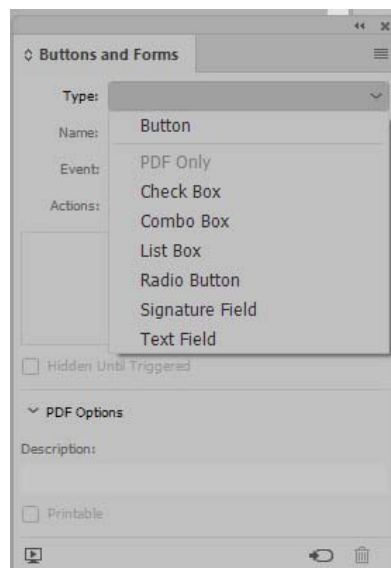 Buttons and Forms
Type:
Button
Name:
PDF Only
Event:
Check Box
Combo Box
Actions:
List Box
Radio Button
Signature Field
Text Field
Hidden Until Triggered
PDF Options
Description:
Printable